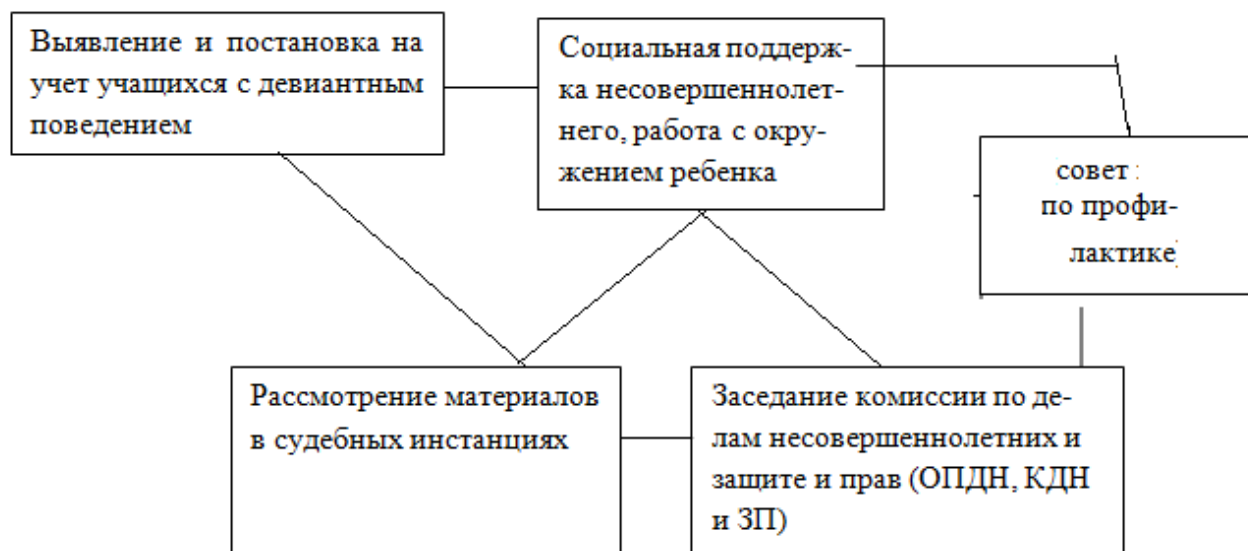 Выявление и постановка на
учет учащихся с девиантным
поведением
Социальная поддерж-
ка несовершеннолет-
него, работа с окру-
жением ребенка
совет :
по профи-
лактике
Рассмотрение материалов
в судебных инстанциях
Заседание комиссии по де-
лам несовершеннолетних и
защите и прав (ОПДН, КДН
и ЗП)